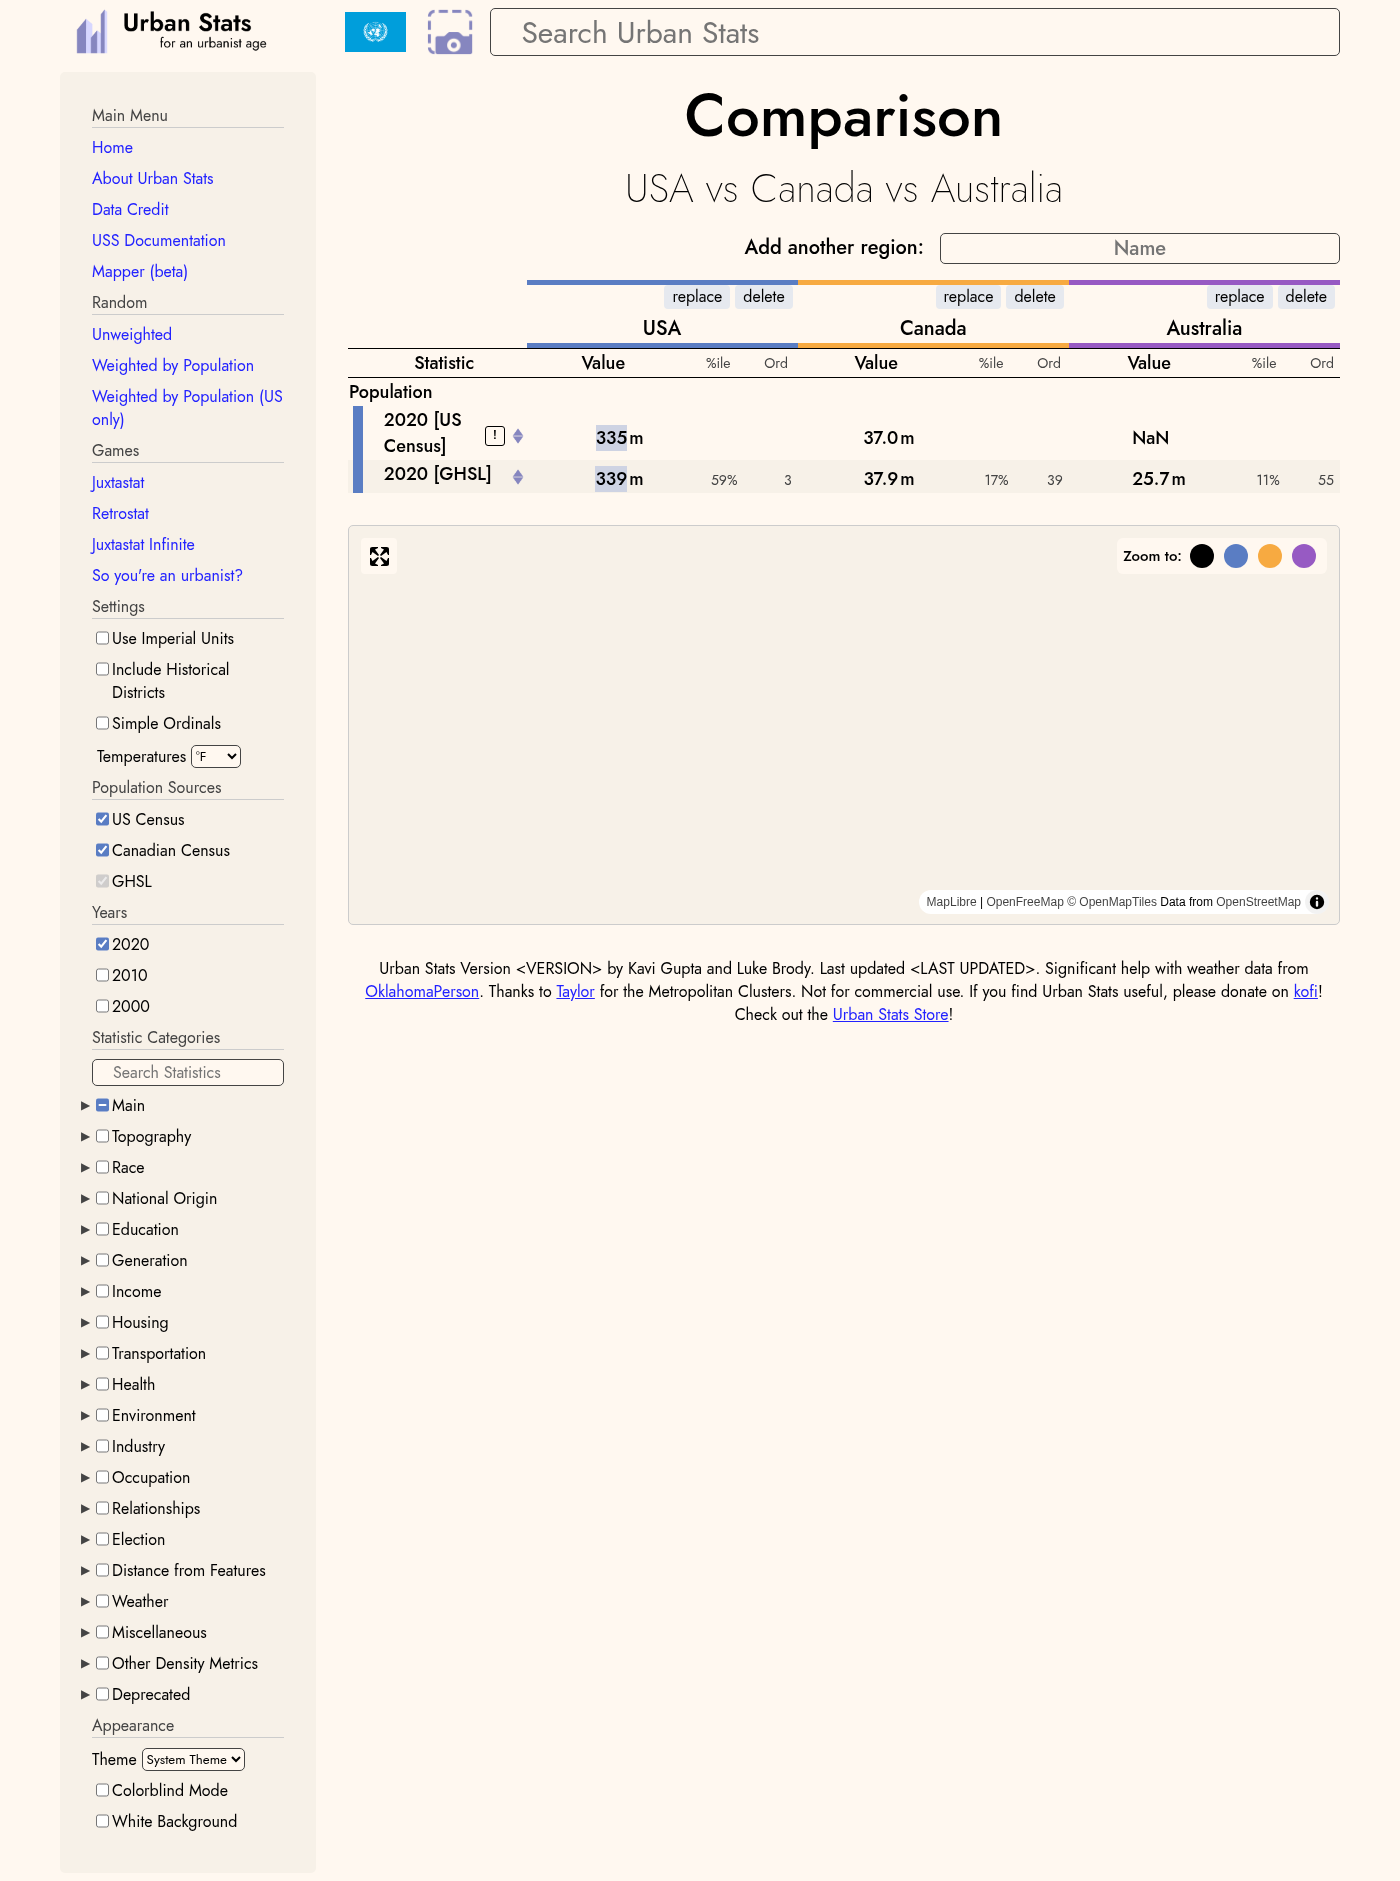 Urban Stats
for an urbanist age
Search Urban Stats
Main Menu
Home
About Urban Stats
Data Credit
USS Documentation
Mapper (beta)
Random
Unweighted
Weighted by Population
Weighted by Population (US
only)
Games
Juxtastat
Retrostat
Juxtastat Infinite
So you're an urbanist?
Settings
Use Imperial Units
Include Historical
Districts
Simple Ordinals
Temperatures °F
Population Sources
US Census
Canadian Census
GHSL
Years
2020
2010
2000
Statistic Categories
Search Statistics
Main
Topography
Race
National Origin
Education
Generation
Income
Housing
Transportation
Health
Environment
Industry
Occupation
Relationships
Election
Distance from Features
Weather
Miscellaneous
Other Density Metrics
Deprecated
Appearance
Theme System Theme
Colorblind Mode
White Background
Comparison
USA vs Canada vs Australia
Add another region: Name
replace delete replace delete replace delete
USA Canada Australia
Statistic Value %ile Ord Value %ile Ord Value %ile Ord
Population
2020 [US
Census] ! 335 m 37.0 m NaN
2020 [GHSL] 339 m 59% 3 37.9 m 17% 39 25.7 m 11% 55
Zoom to:
MapLibre | OpenFreeMap © OpenMapTiles Data from OpenStreetMap
Urban Stats Version <VERSION> by Kavi Gupta and Luke Brody. Last updated <LAST UPDATED>. Significant help with weather data from
OklahomaPerson. Thanks to Taylor for the Metropolitan Clusters. Not for commercial use. If you find Urban Stats useful, please donate on kofi!
Check out the Urban Stats Store!